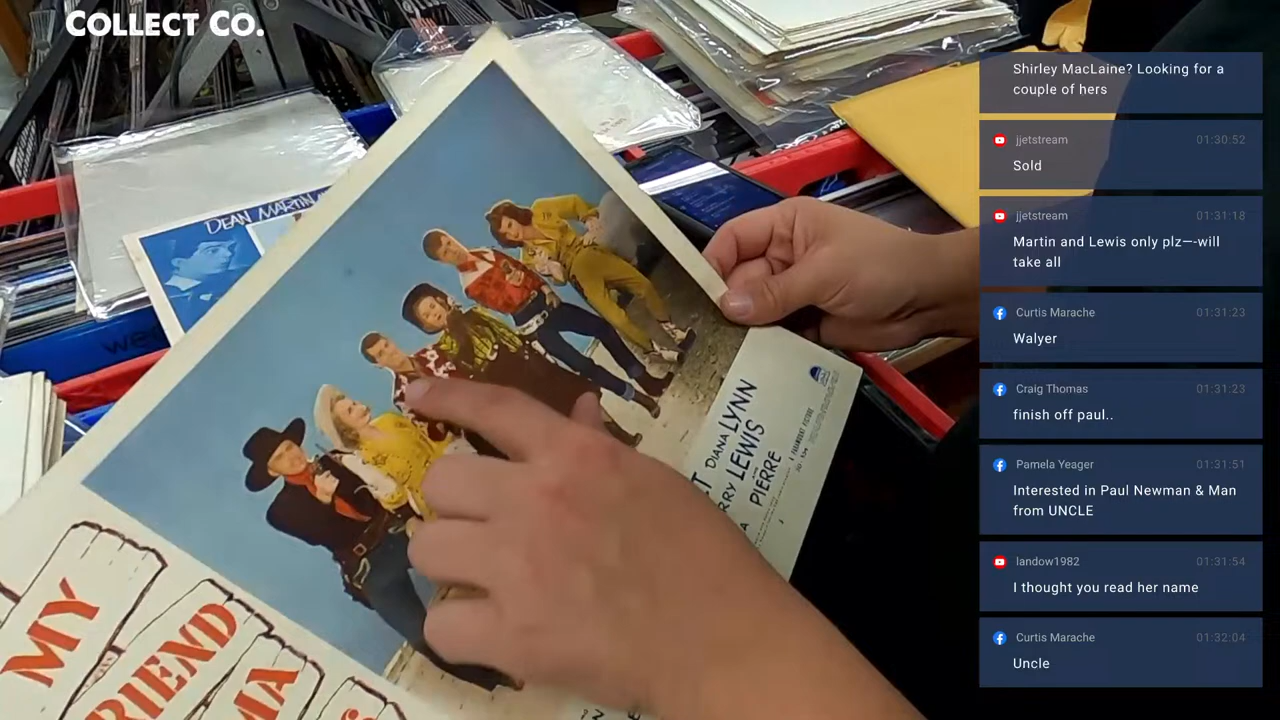 COLLECT CO.
DEAN MARTIN
MY
RIEND
MA
DIANA LYNN
RRY LEWIS
PIERRE
A PARAMOUNT PICTURE
Shirley MacLaine? Looking for a
couple of hers
jjetstream 01:30:52
Sold
jjetstream 01:31:18
Martin and Lewis only plz—-will
take all
Curtis Marache 01:31:23
Walyer
Craig Thomas 01:31:23
finish off paul..
Pamela Yeager 01:31:51
Interested in Paul Newman & Man
from UNCLE
landow1982 01:31:54
I thought you read her name
Curtis Marache 01:32:04
Uncle